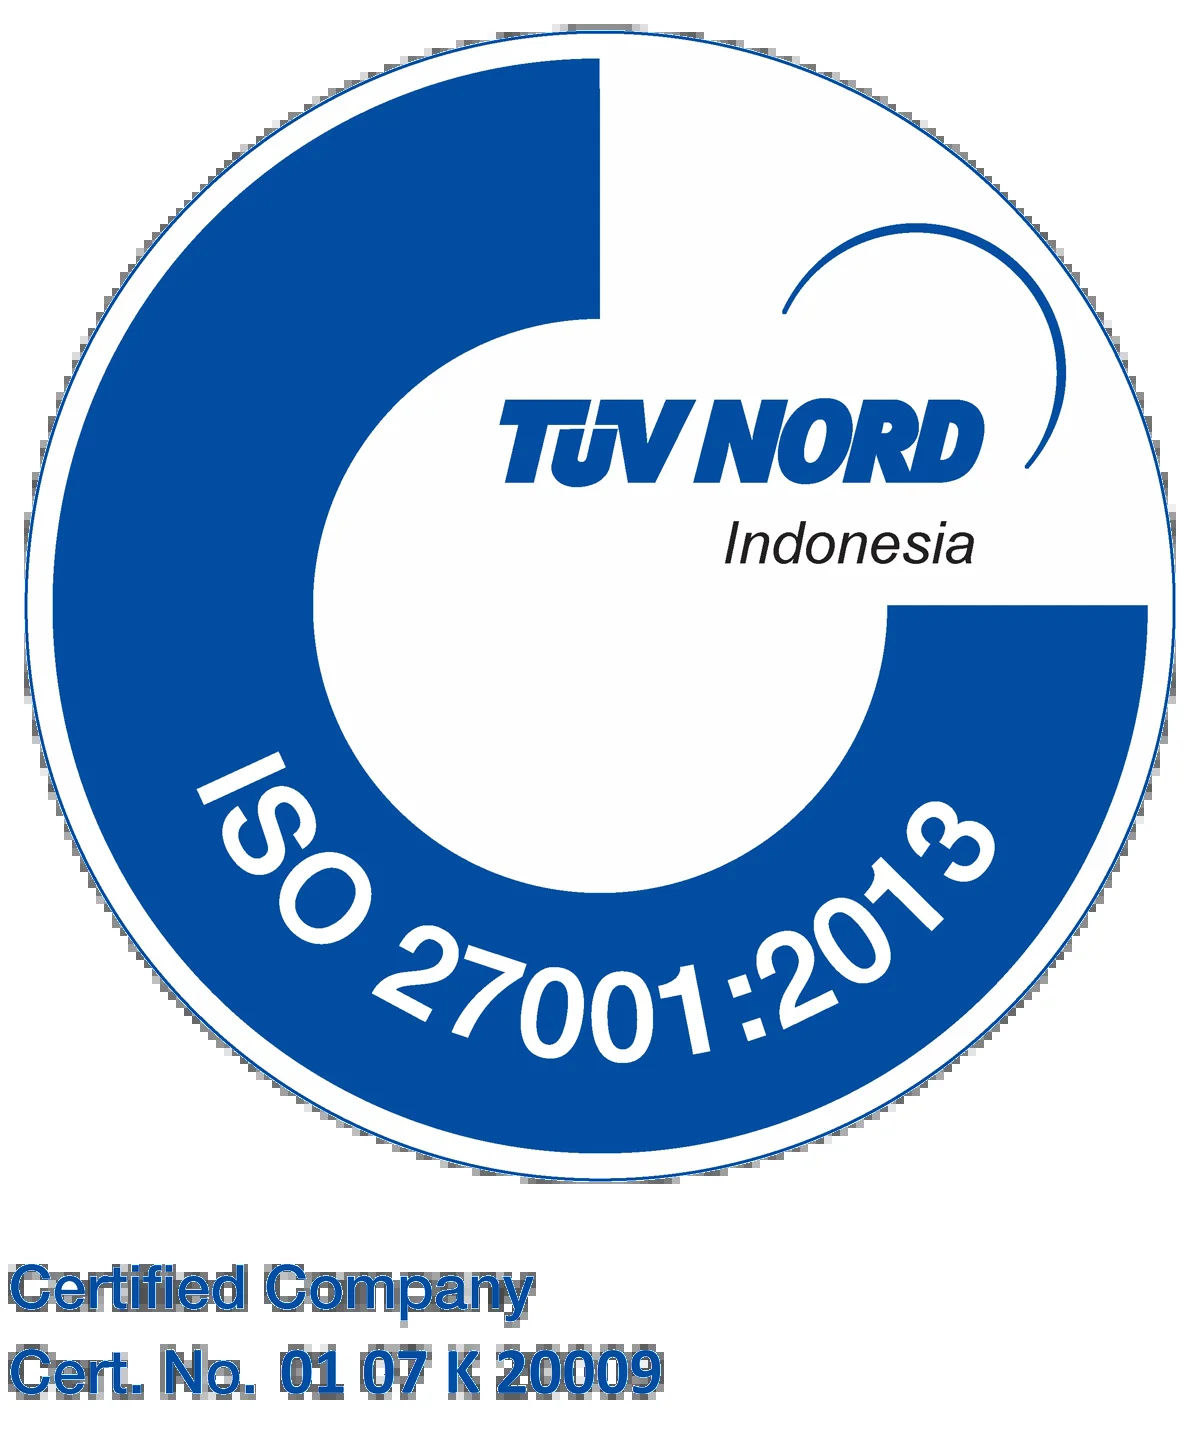 TÜV NORD
Indonesia
ISO 27001:2013
Certified Company
Cert. No. 01 07 K 20009